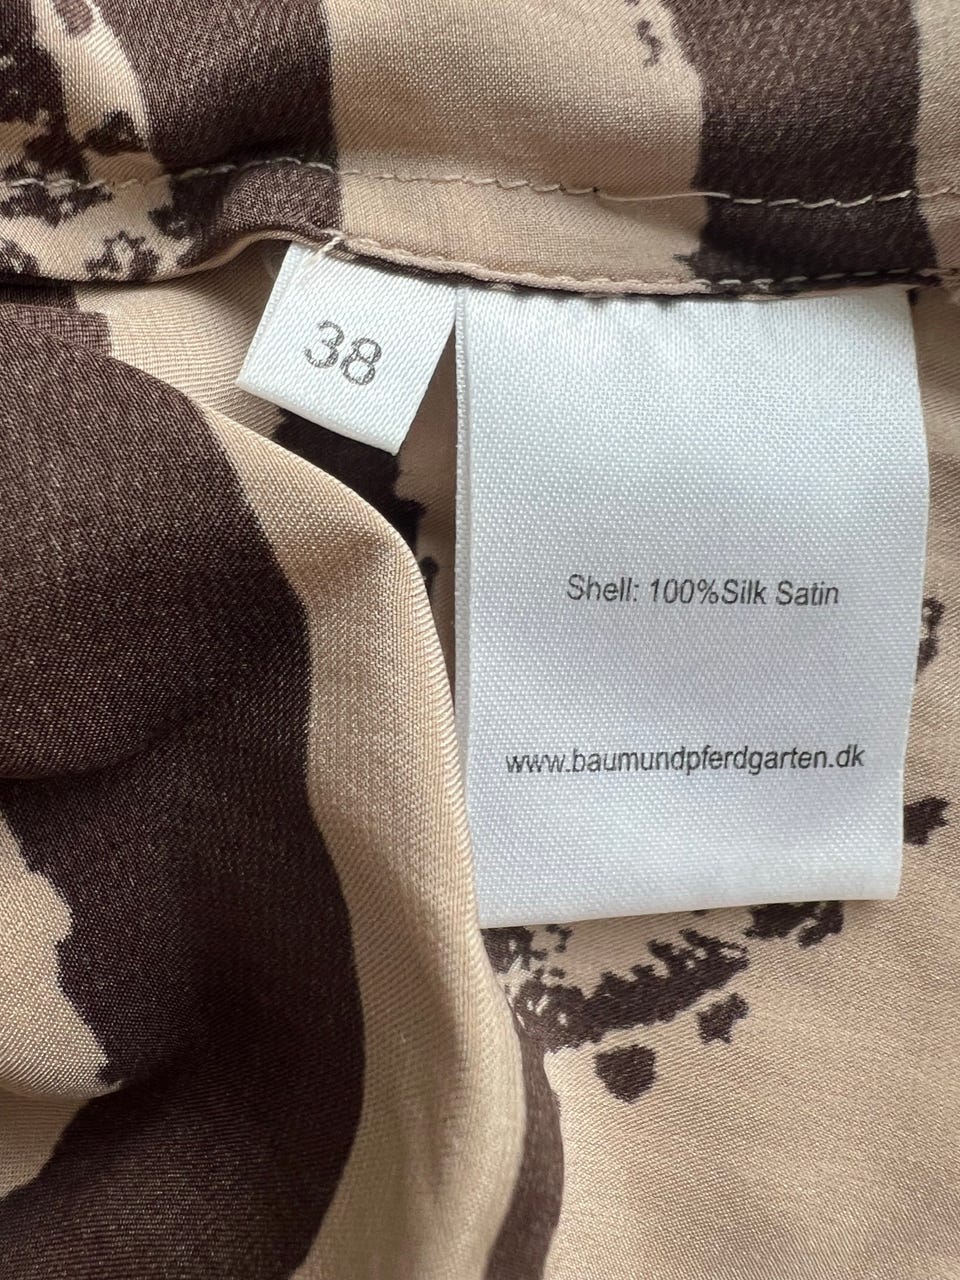 38
Shell: 100%Silk Satin
www.baumundpferdgarten.dk